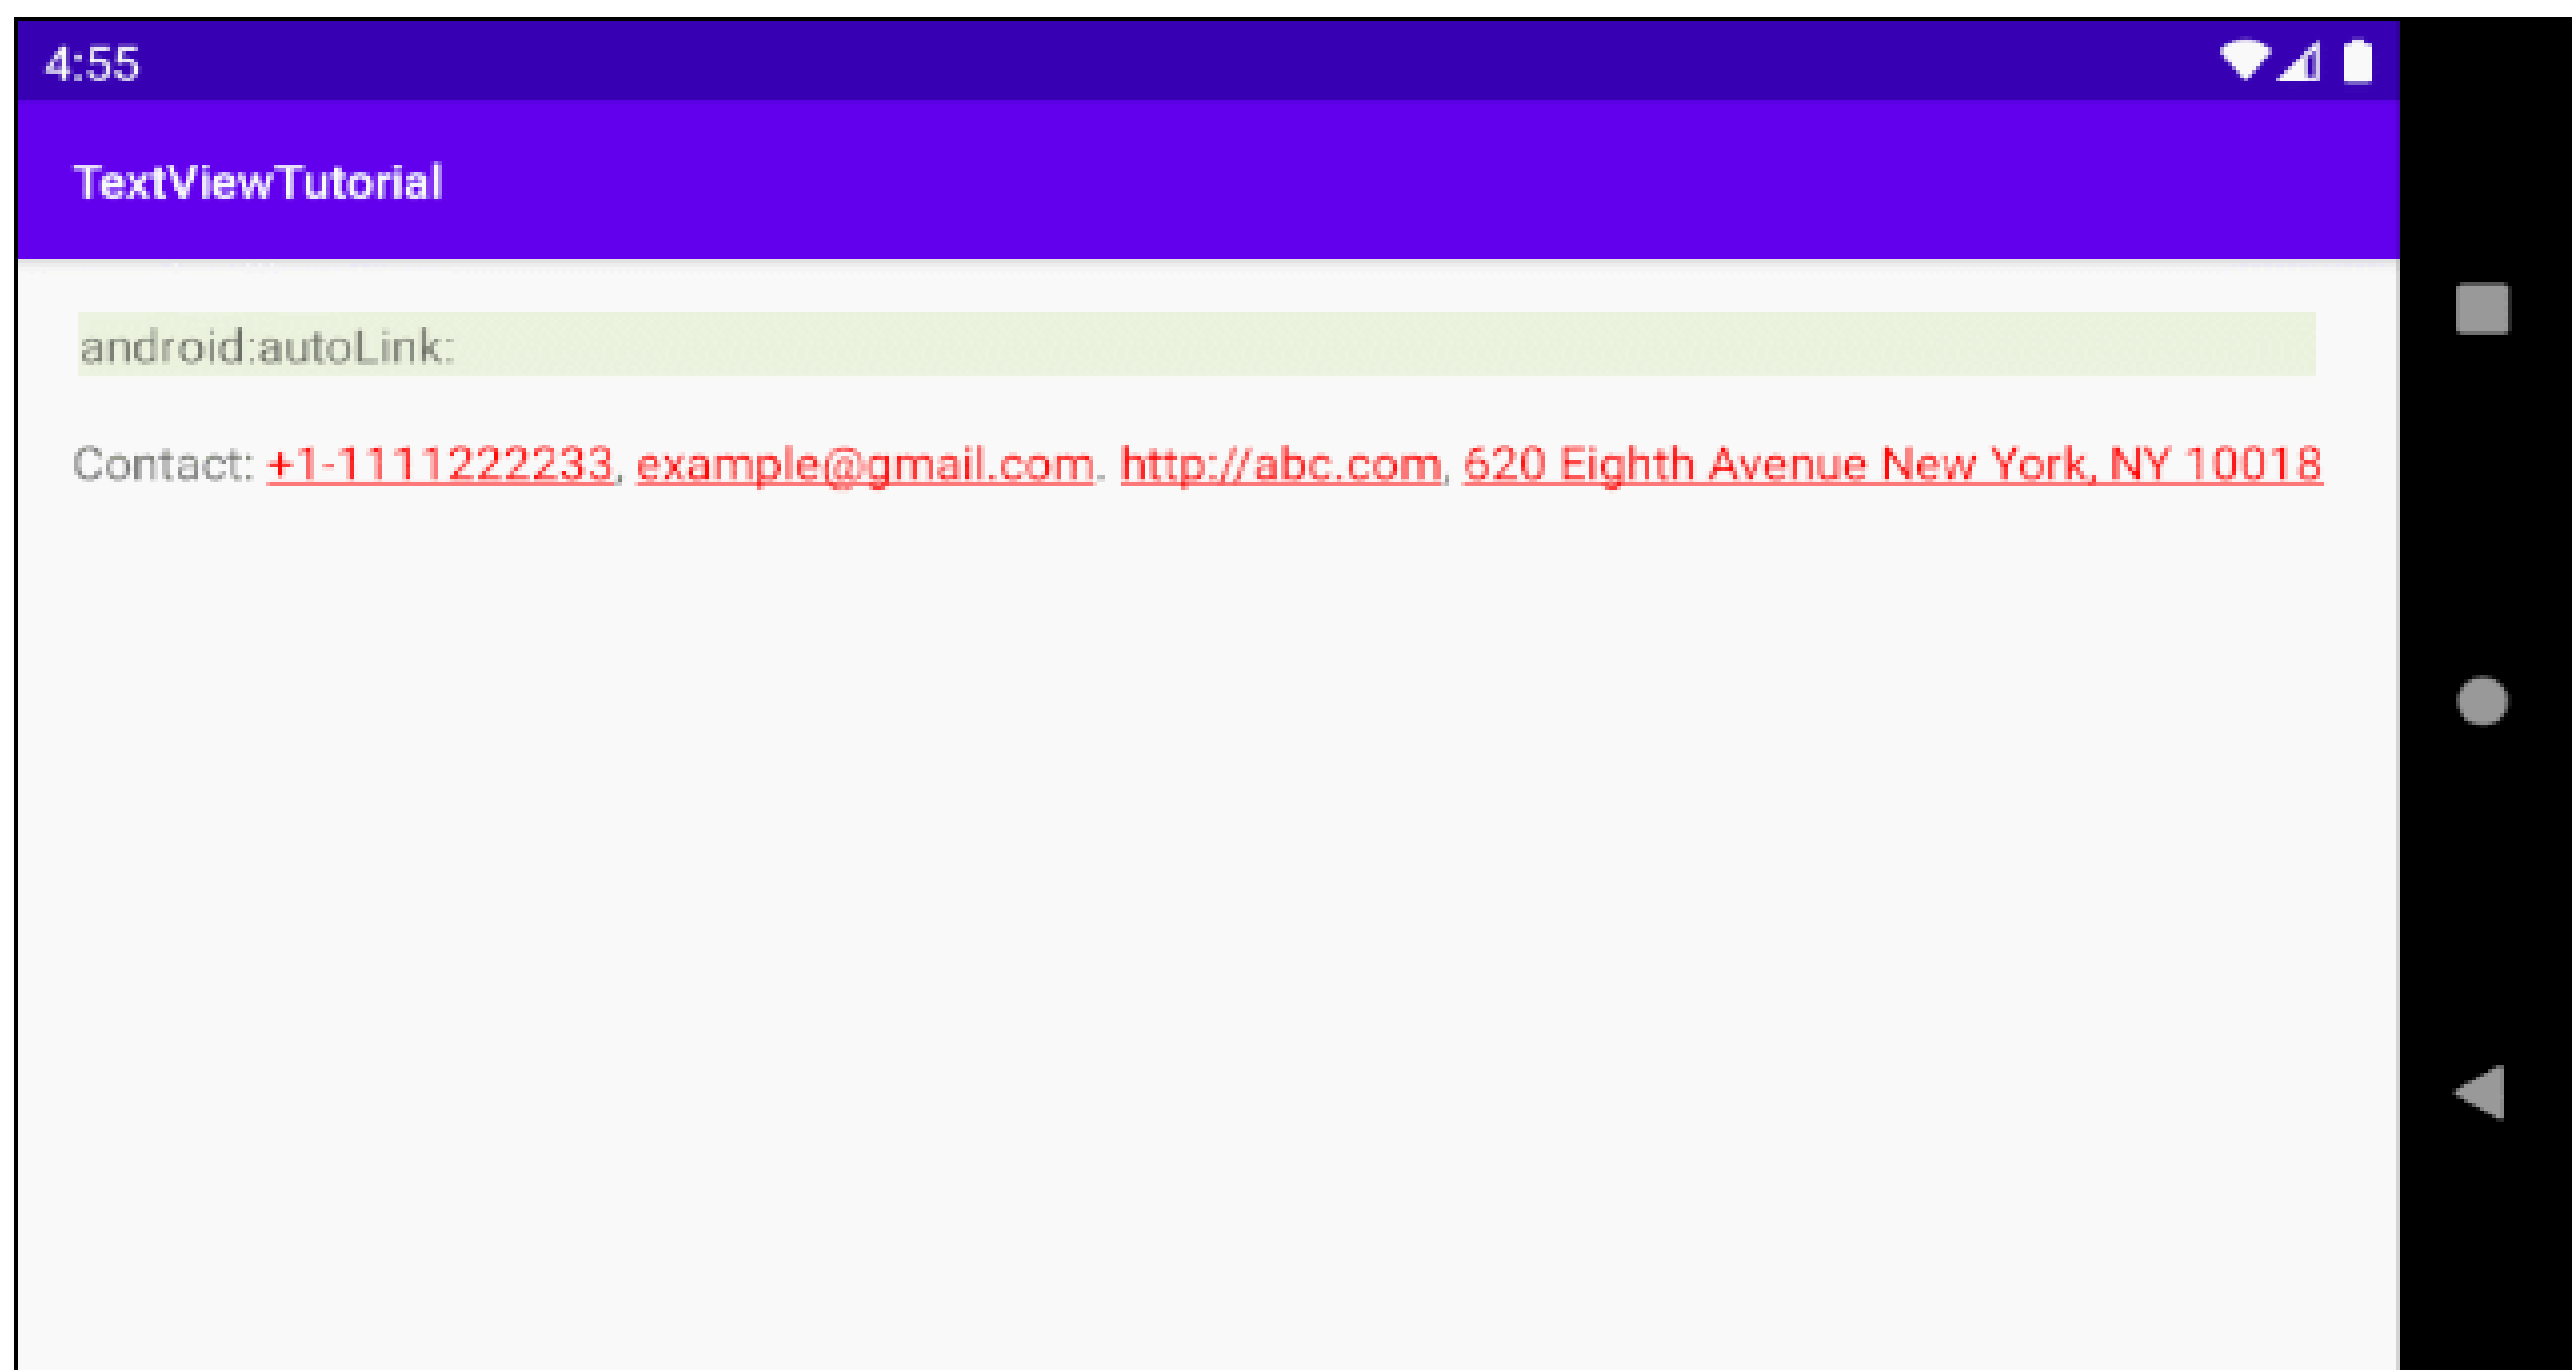 4:55
TextViewTutorial
android:autoLink:
Contact: +1-1111222233, example@gmail.com. http://abc.com, 620 Eighth Avenue New York, NY 10018